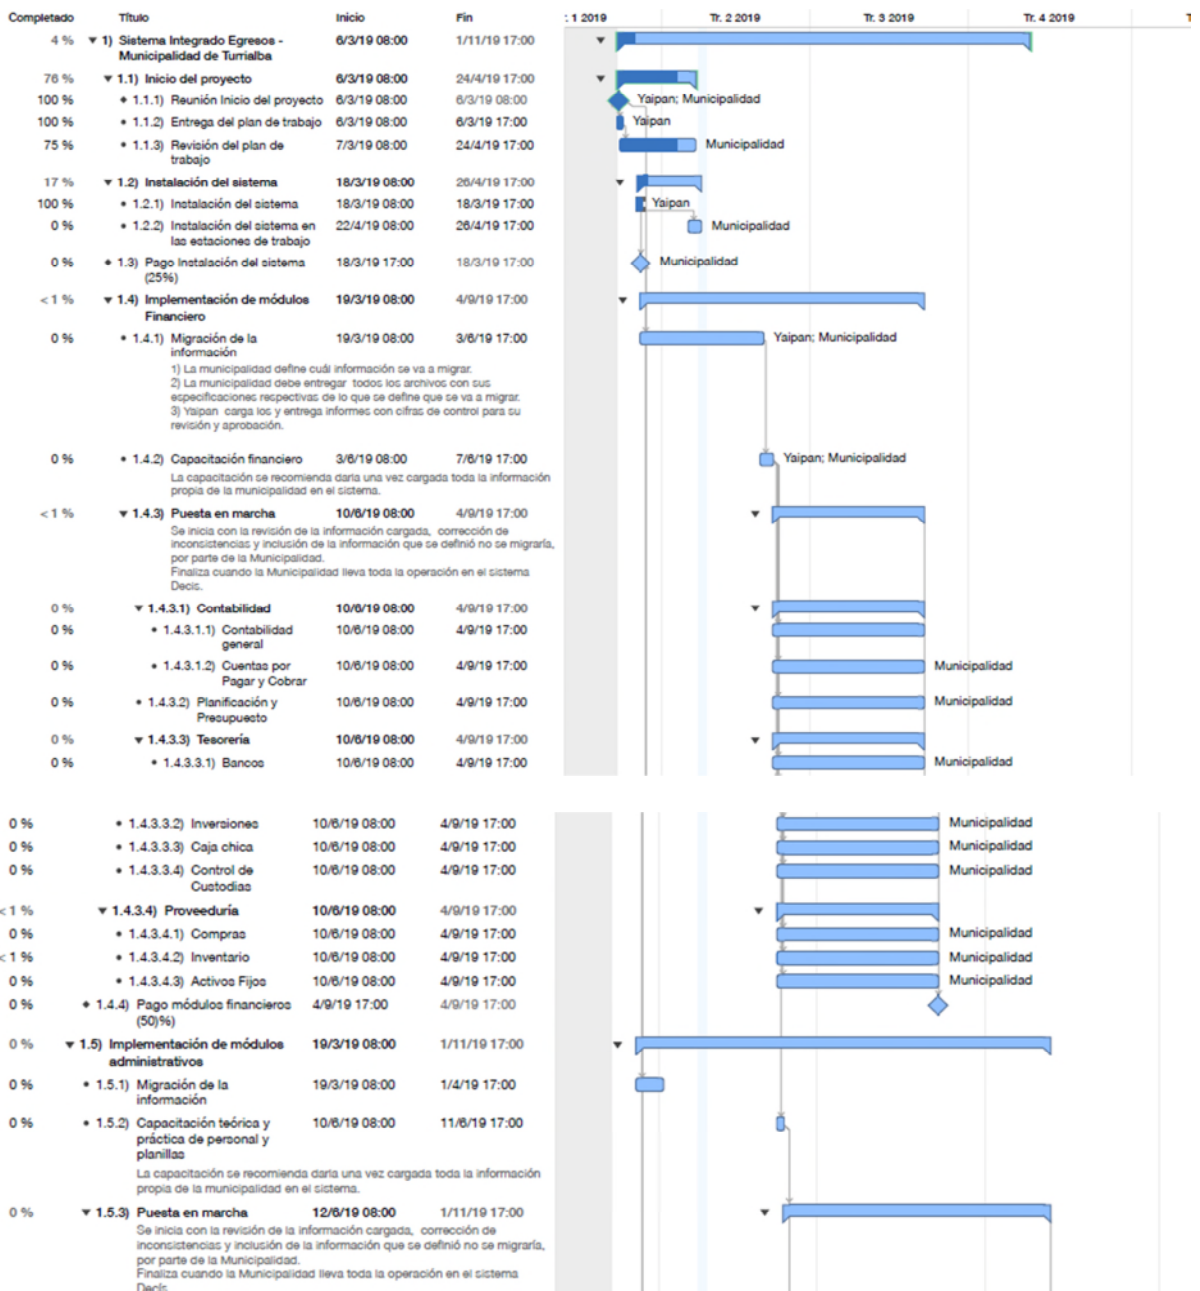 Completado Título Inicio Fin : 1 2019 Tr. 2 2019 Tr. 3 2019 Tr. 4 2019
4 % 1) Sistema Integrado Egresos - 6/3/19 08:00 1/11/19 17:00
Municipalidad de Turrialba
76 % 1.1) Inicio del proyecto 6/3/19 08:00 24/4/19 17:00
100 % 1.1.1) Reunión Inicio del proyecto 6/3/19 08:00 6/3/19 08:00 Yaipan; Municipalidad
100 % 1.1.2) Entrega del plan de trabajo 6/3/19 08:00 6/3/19 17:00 Yaipan
75 % 1.1.3) Revisión del plan de 7/3/19 08:00 24/4/19 17:00 Municipalidad
trabajo
17 % 1.2) Instalación del sistema 18/3/19 08:00 26/4/19 17:00
100 % 1.2.1) Instalación del sistema 18/3/19 08:00 18/3/19 17:00 Yaipan
0 % 1.2.2) Instalación del sistema en 22/4/19 08:00 26/4/19 17:00 Municipalidad
las estaciones de trabajo
0 % 1.3) Pago Instalación del sistema 18/3/19 17:00 18/3/19 17:00 Municipalidad
(25%)
< 1 % 1.4) Implementación de módulos 19/3/19 08:00 4/9/19 17:00
Financiero
0 % 1.4.1) Migración de la 19/3/19 08:00 3/6/19 17:00 Yaipan; Municipalidad
información
1) La municipalidad define cuál información se va a migrar.
2) La municipalidad debe entregar todos los archivos con sus
especificaciones respectivas de lo que se define que se va a migrar.
3) Yaipan carga los y entrega informes con cifras de control para su
revisión y aprobación.
0 % 1.4.2) Capacitación financiero 3/6/19 08:00 7/6/19 17:00 Yaipan; Municipalidad
La capacitación se recomienda darla una vez cargada toda la información
propia de la municipalidad en el sistema.
< 1 % 1.4.3) Puesta en marcha 10/6/19 08:00 4/9/19 17:00
Se inicia con la revisión de la información cargada, corrección de
inconsistencias y inclusión de la información que se definió no se migraría,
por parte de la Municipalidad.
Finaliza cuando la Municipalidad lleva toda la operación en el sistema
Decis.
0 % 1.4.3.1) Contabilidad 10/6/19 08:00 4/9/19 17:00
0 % 1.4.3.1.1) Contabilidad 10/6/19 08:00 4/9/19 17:00
general
0 % 1.4.3.1.2) Cuentas por 10/6/19 08:00 4/9/19 17:00 Municipalidad
Pagar y Cobrar
0 % 1.4.3.2) Planificación y 10/6/19 08:00 4/9/19 17:00 Municipalidad
Presupuesto
0 % 1.4.3.3) Tesorería 10/6/19 08:00 4/9/19 17:00
0 % 1.4.3.3.1) Bancos 10/6/19 08:00 4/9/19 17:00 Municipalidad
0 % 1.4.3.3.2) Inversiones 10/6/19 08:00 4/9/19 17:00 Municipalidad
0 % 1.4.3.3.3) Caja chica 10/6/19 08:00 4/9/19 17:00 Municipalidad
0 % 1.4.3.3.4) Control de 10/6/19 08:00 4/9/19 17:00 Municipalidad
Custodias
< 1 % 1.4.3.4) Proveeduría 10/6/19 08:00 4/9/19 17:00
0 % 1.4.3.4.1) Compras 10/6/19 08:00 4/9/19 17:00 Municipalidad
< 1 % 1.4.3.4.2) Inventario 10/6/19 08:00 4/9/19 17:00 Municipalidad
0 % 1.4.3.4.3) Activos Fijos 10/6/19 08:00 4/9/19 17:00 Municipalidad
0 % 1.4.4) Pago módulos financieros 4/9/19 17:00 4/9/19 17:00
(50)%)
0 % 1.5) Implementación de módulos 19/3/19 08:00 1/11/19 17:00
administrativos
0 % 1.5.1) Migración de la 19/3/19 08:00 1/4/19 17:00
información
0 % 1.5.2) Capacitación teórica y 10/6/19 08:00 11/6/19 17:00
práctica de personal y
planillas
La capacitación se recomienda darla una vez cargada toda la información
propia de la municipalidad en el sistema.
0 % 1.5.3) Puesta en marcha 12/6/19 08:00 1/11/19 17:00
Se inicia con la revisión de la información cargada, corrección de
inconsistencias y inclusión de la información que se definió no se migraría,
por parte de la Municipalidad.
Finaliza cuando la Municipalidad lleva toda la operación en el sistema
Decis.